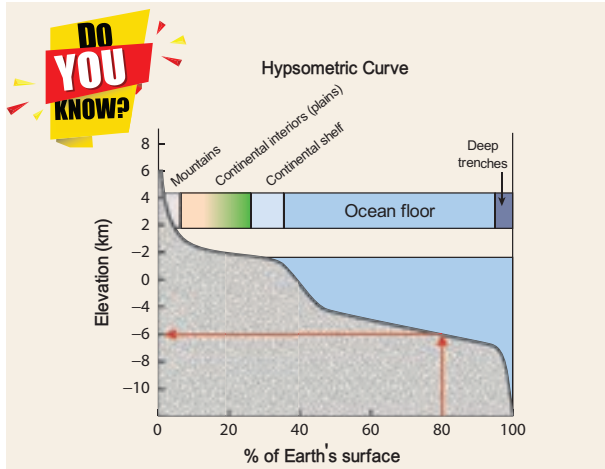 DO
YOU
KNOW?
Hypsometric Curve
Mountains
Continental interiors (plains)
Continental shelf
Deep
trenches
Ocean floor
Elevation (km)
8
6
4
2
−2
0
−4
−6
−8
−10
0 20 40 60 80 100
% of Earth's surface